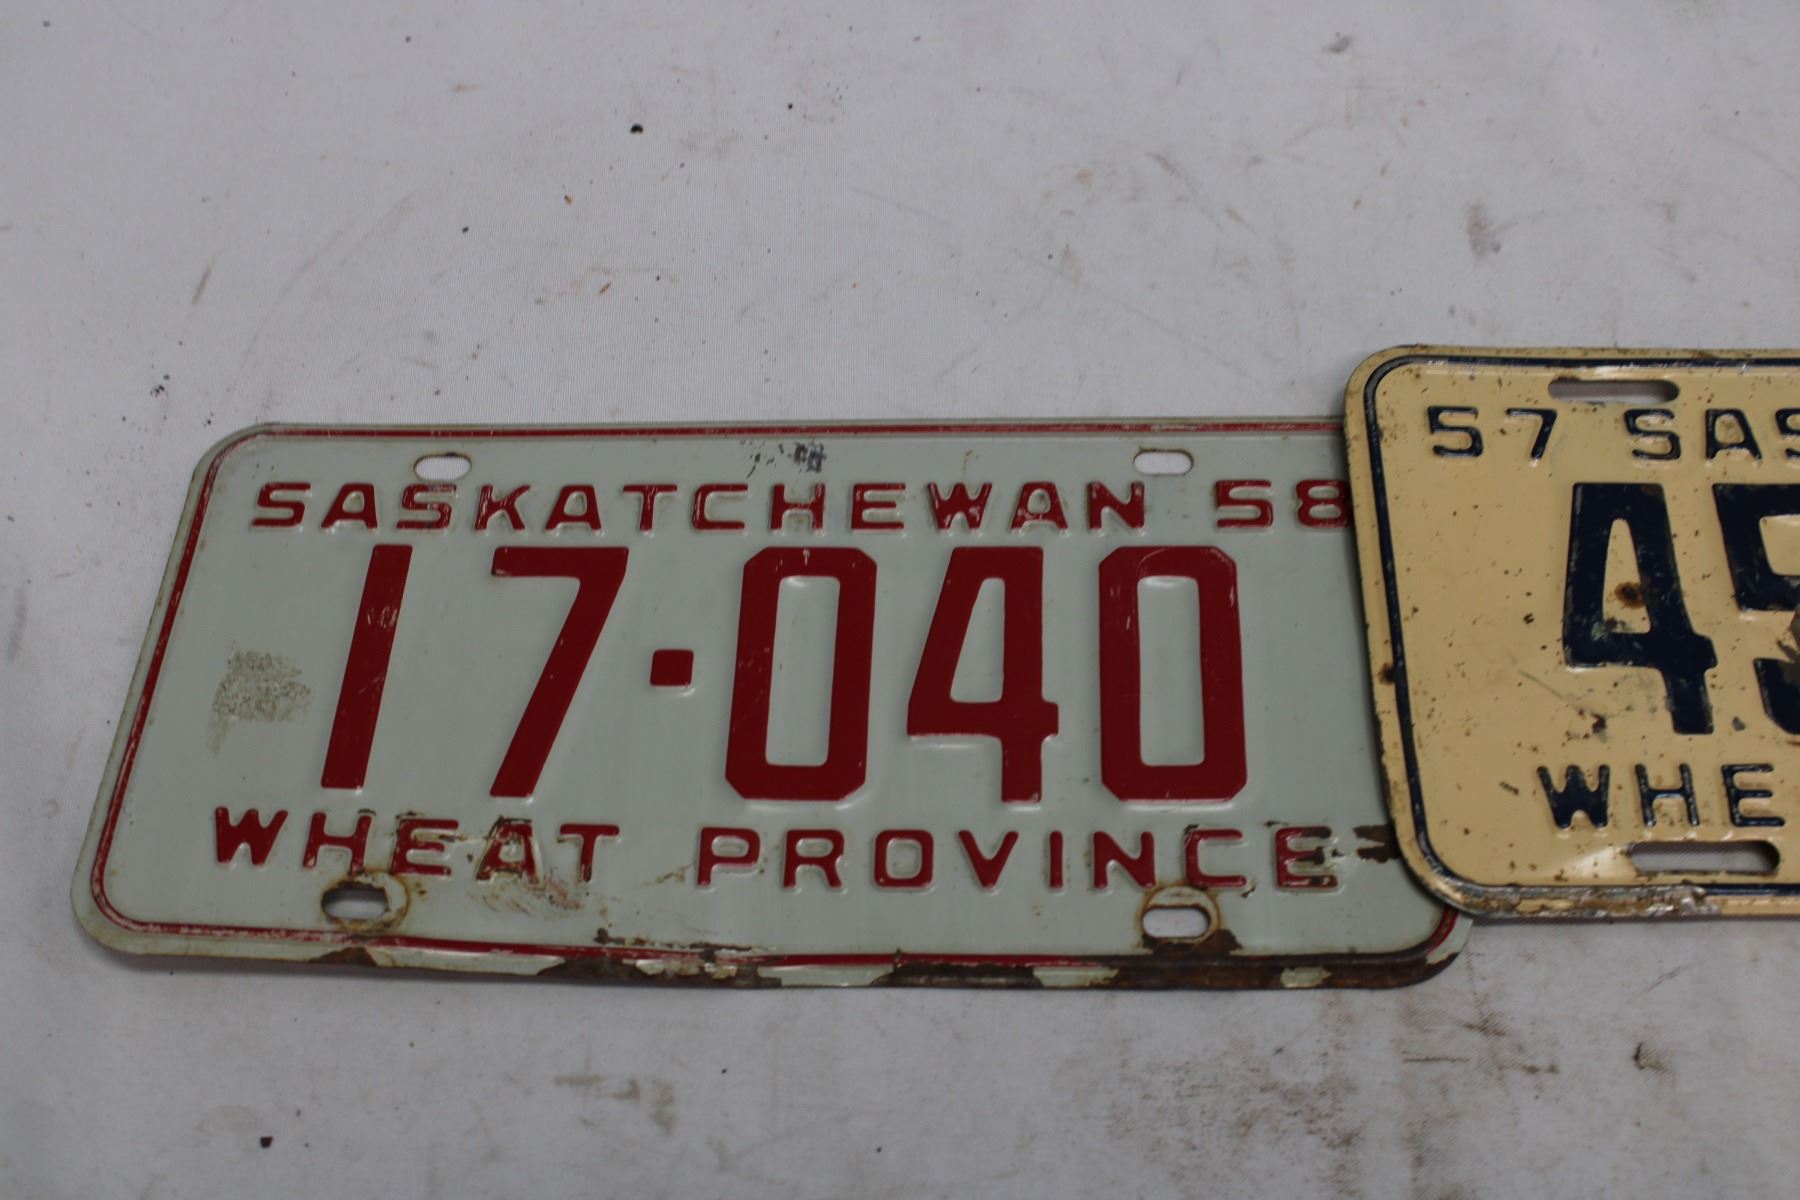 SASKATCHEWAN 58
17·040
WHEAT PROVINCE
57 SAS
45
WHE